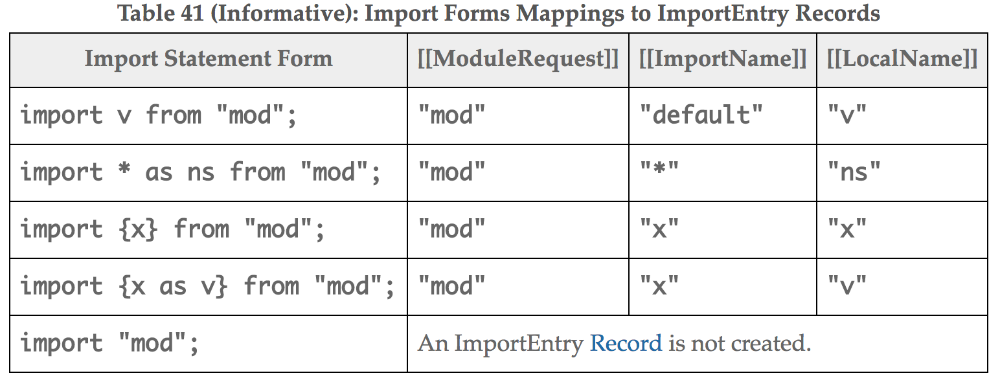 Table 41 (Informative): Import Forms Mappings to ImportEntry Records
Import Statement Form [[ModuleRequest]] [[ImportName]] [[LocalName]]
import v from "mod"; "mod" "default" "v"
import * as ns from "mod"; "mod" "*" "ns"
import {x} from "mod"; "mod" "x" "x"
import {x as v} from "mod"; "mod" "x" "v"
import "mod"; An ImportEntry Record is not created.